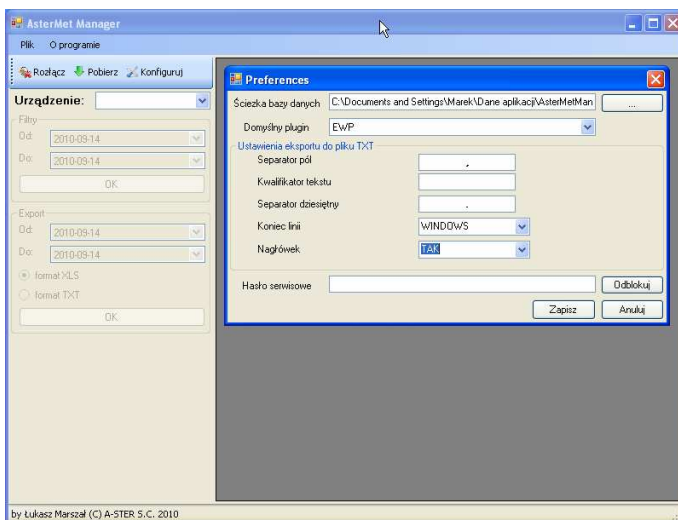 AsterMet Manager
Plik O programie
Rozłącz Pobierz Konfiguruj
Urządzenie:
Filtry
Od: 2010-09-14
Do: 2010-09-14
OK
Export
Od: 2010-09-14
Do: 2010-09-14
format XLS
format TXT
OK
Preferences
Ścieżka bazy danych C:\Documents and Settings\Marek\Dane aplikacji\AsterMetMan ...
Domyślny plugin EWP
Ustawienia eksportu do pliku TXT
Separator pól ,
Kwalifikator tekstu
Separator dziesiętny .
Koniec linii WINDOWS
Nagłówek TAK
Hasło serwisowe Odblokuj
Zapisz Anuluj
by Łukasz Marszał (C) A-STER S.C. 2010